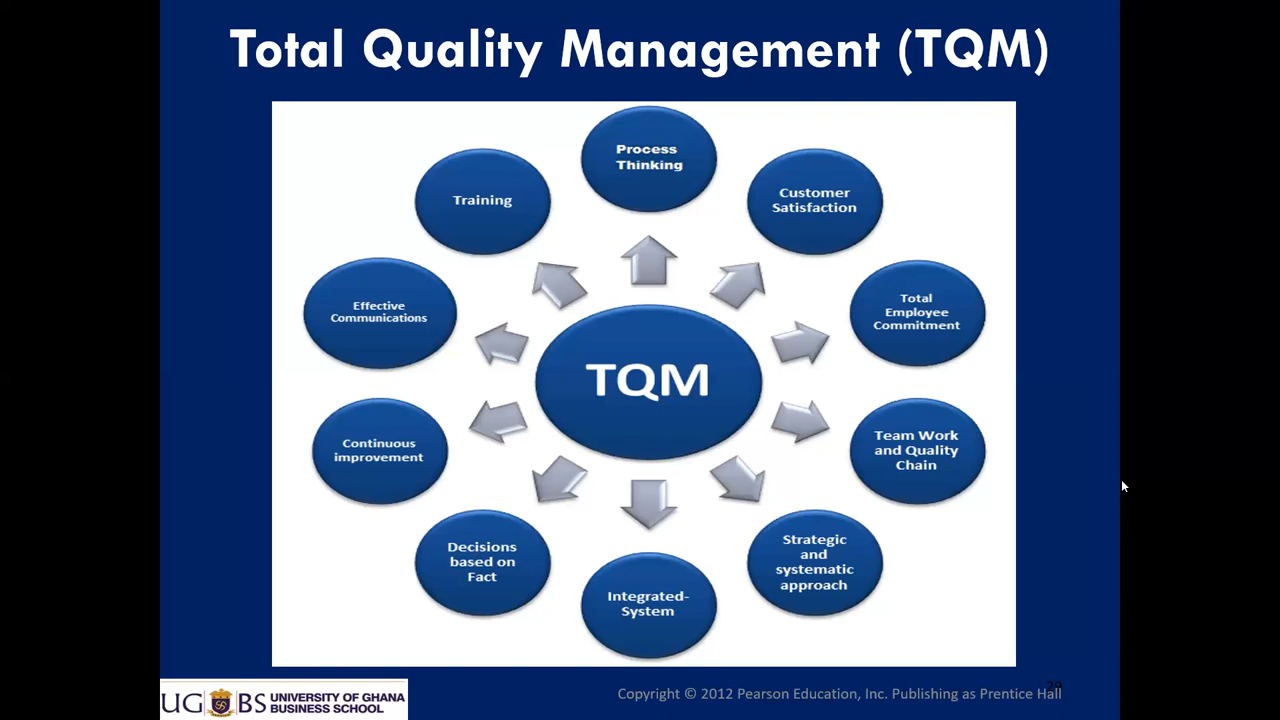 Total Quality Management (TQM)
Process
Thinking
Customer
Satisfaction
Total
Employee
Commitment
Team Work
and Quality
Chain
Strategic
and
systematic
approach
Integrated-
System
Decisions
based on
Fact
Continuous
improvement
Effective
Communications
Training
TQM
UGBS
UNIVERSITY OF GHANA
BUSINESS SCHOOL
Copyright © 2012 Pearson Education, Inc. Publishing as Prentice Hall
29